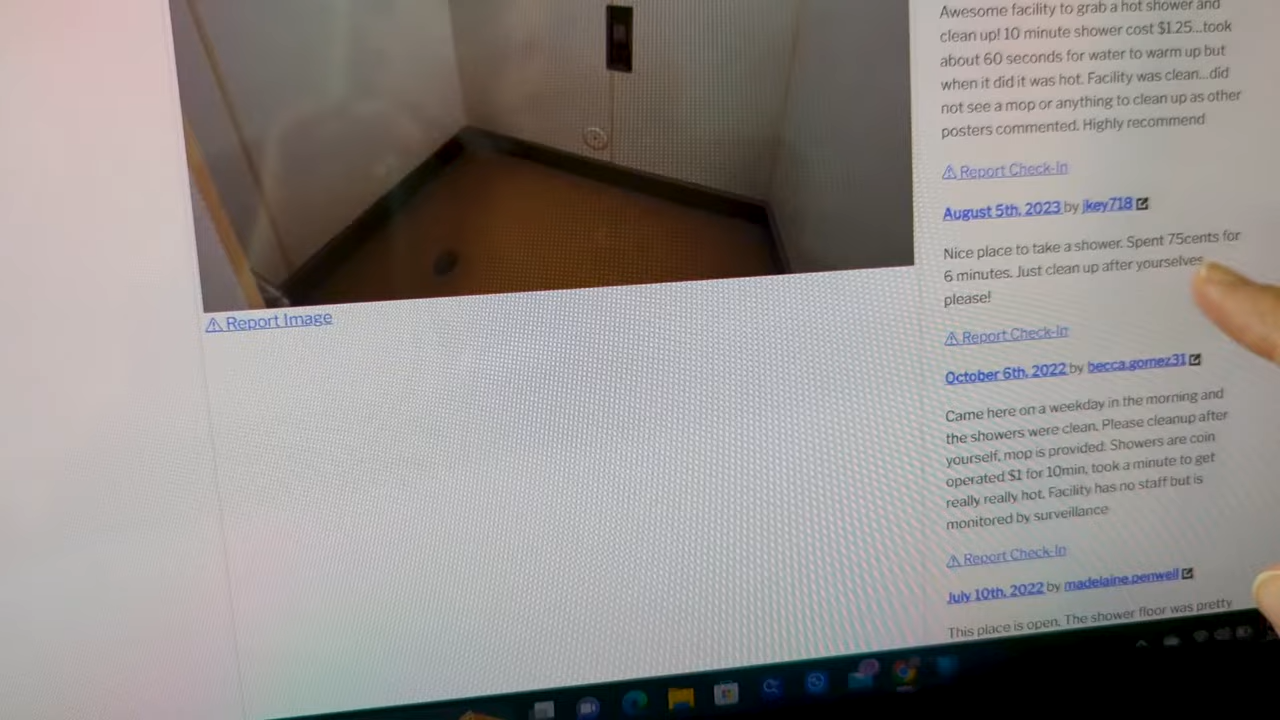 Awesome facility to grab a hot shower and
clean up! 10 minute shower cost $1.25...took
about 60 seconds for water to warm up but
when it did it was hot. Facility was clean...did
not see a mop or anything to clean up as other
posters commented. Highly recommend
⚠ Report Check-In
August 5th, 2023 by jkey718
Nice place to take a shower. Spent 75cents for
6 minutes. Just clean up after yourselves
please!
⚠ Report Image
⚠ Report Check-In
October 6th, 2022 by becca.gomez31
Came here on a weekday in the morning and
the showers were clean. Please cleanup after
yourself, mop is provided. Showers are coin
operated $1 for 10min, took a minute to get
really really hot. Facility has no staff but is
monitored by surveillance
⚠ Report Check-In
July 10th, 2022 by madelaine.penwell
This place is open. The shower floor was pretty